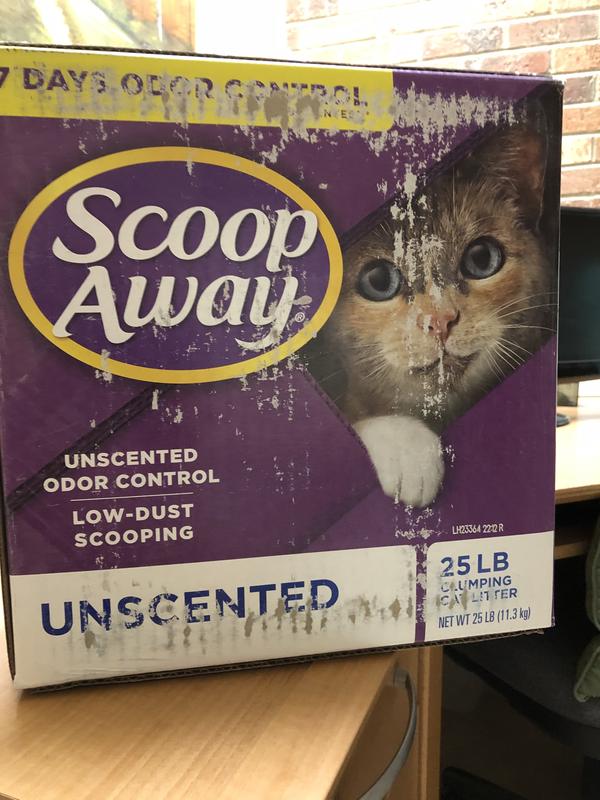 7 DAYS ODOR CONTROL
Scoop
Away®
UNSCENTED
ODOR CONTROL
LOW-DUST
SCOOPING
LH23364 2212 R
UNSCENTED
25 LB
CLUMPING
CAT LITTER
NET WT 25 LB (11.3 kg)